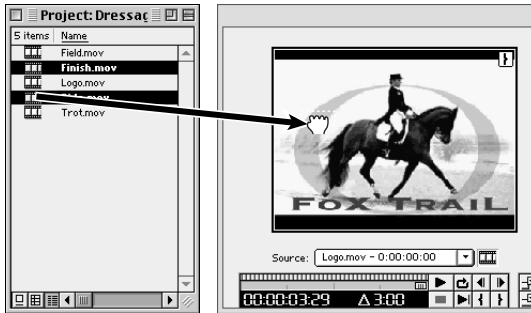 Project: Dressag
5 items Name
Field.mov
Finish.mov
Logo.mov
Trot.mov
FOX TRAIL
Source: Logo.mov - 0:00:00:00
00:00:03:29 Δ 3:00